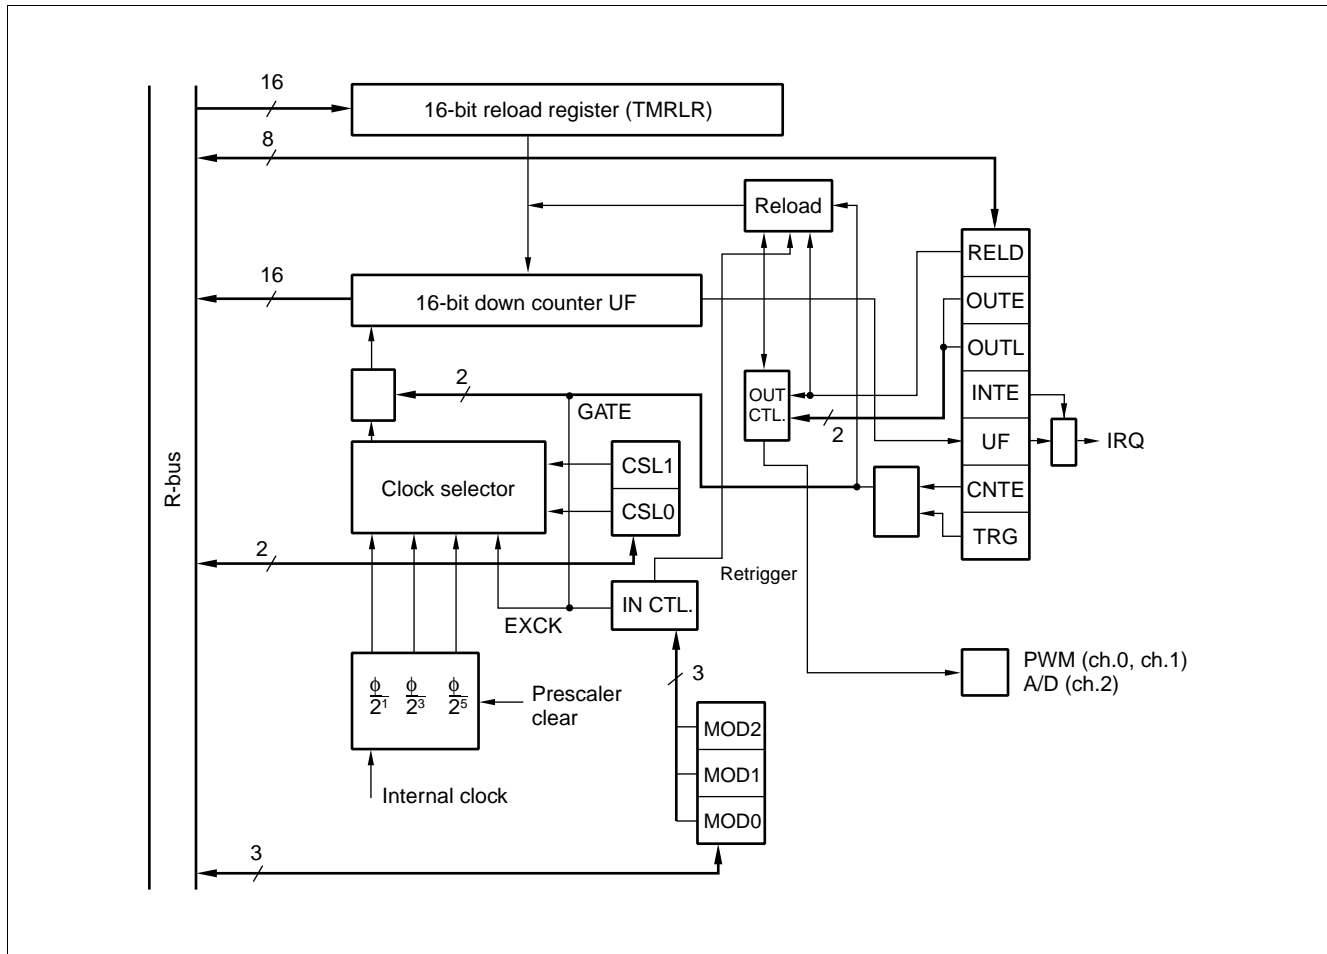 16
16-bit reload register (TMRLR)
8
Reload
RELD
16
16-bit down counter UF
OUTE
OUTL
2
GATE
OUT
CTL.
2
INTE
UF
IRQ
R-bus
Clock selector
CSL1
CSL0
CNTE
TRG
2
Retrigger
IN CTL.
EXCK
3
PWM (ch.0, ch.1)
A/D (ch.2)
ϕ ϕ ϕ
2¹ 2³ 2⁵
Prescaler
clear
MOD2
MOD1
MOD0
Internal clock
3